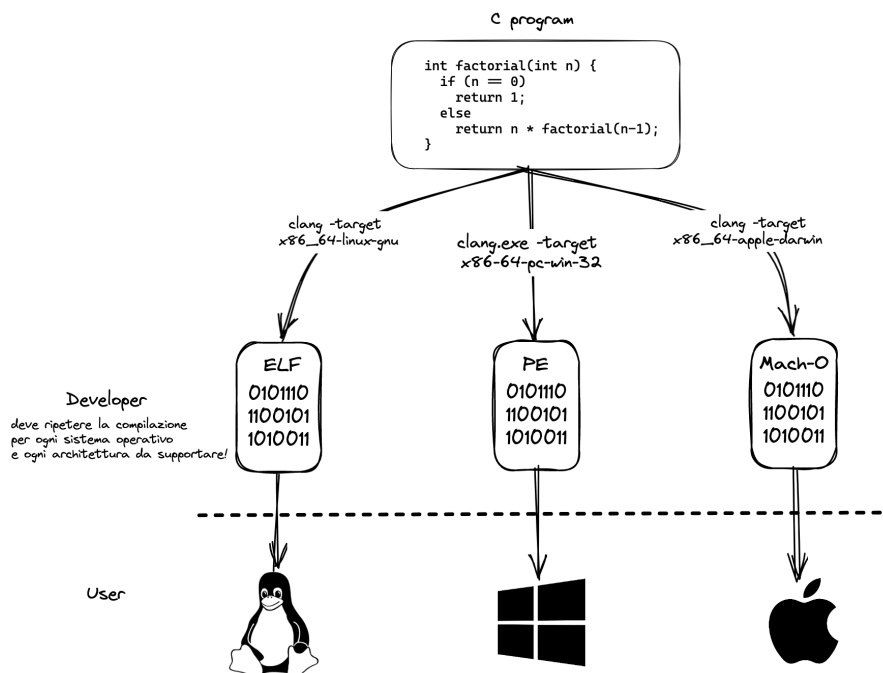 C program
int factorial(int n) {
if (n == 0)
return 1;
else
return n * factorial(n-1);
}
clang -target
x86_64-linux-gnu
clang.exe -target
x86-64-pc-win-32
clang -target
x86_64-apple-darwin
ELF
0101110
1100101
1010011
PE
0101110
1100101
1010011
Mach-O
0101110
1100101
1010011
Developer
deve ripetere la compilazione
per ogni sistema operativo
e ogni architettura da supportare!
User